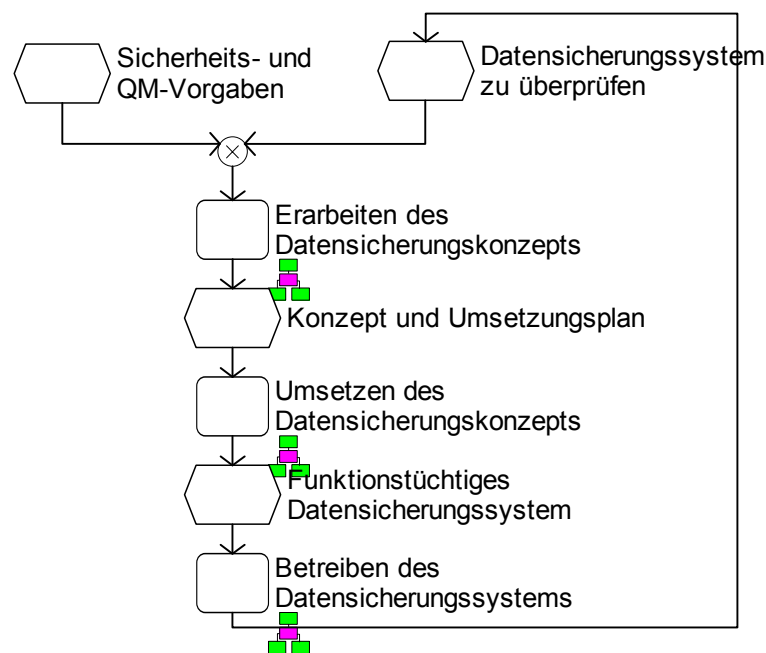 Sicherheits- und
QM-Vorgaben
Datensicherungssystem
zu überprüfen
Erarbeiten des
Datensicherungskonzepts
Konzept und Umsetzungsplan
Umsetzen des
Datensicherungskonzepts
Funktionstüchtiges
Datensicherungssystem
Betreiben des
Datensicherungssystems